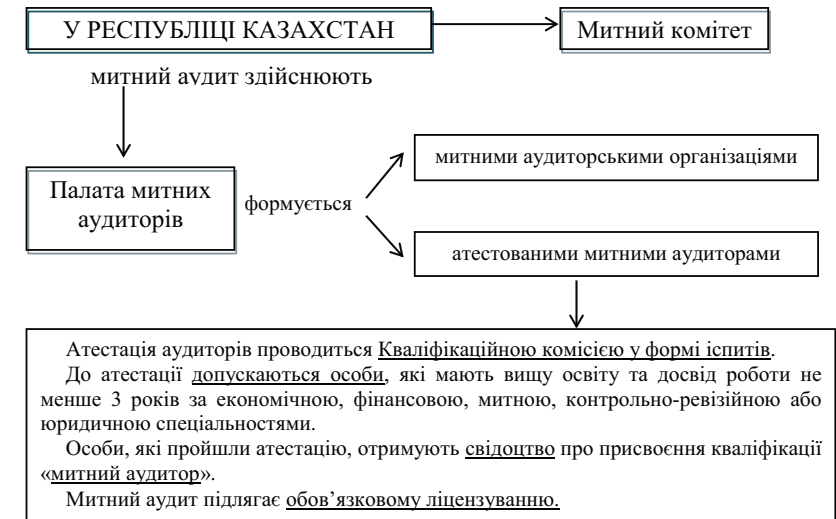 У РЕСПУБЛІЦІ КАЗАХСТАН
Митний комітет
митний аудит здійснюють
Палата митних
аудиторів
формується
митними аудиторськими організаціями
атестованими митними аудиторами
Атестація аудиторів проводиться Кваліфікаційною комісією у формі іспитів.
До атестації допускаються особи, які мають вищу освіту та досвід роботи не
менше 3 років за економічною, фінансовою, митною, контрольно-ревізійною або
юридичною спеціальностями.
Особи, які пройшли атестацію, отримують свідоцтво про присвоєння кваліфікації
«митний аудитор».
Митний аудит підлягає обов’язковому ліцензуванню.